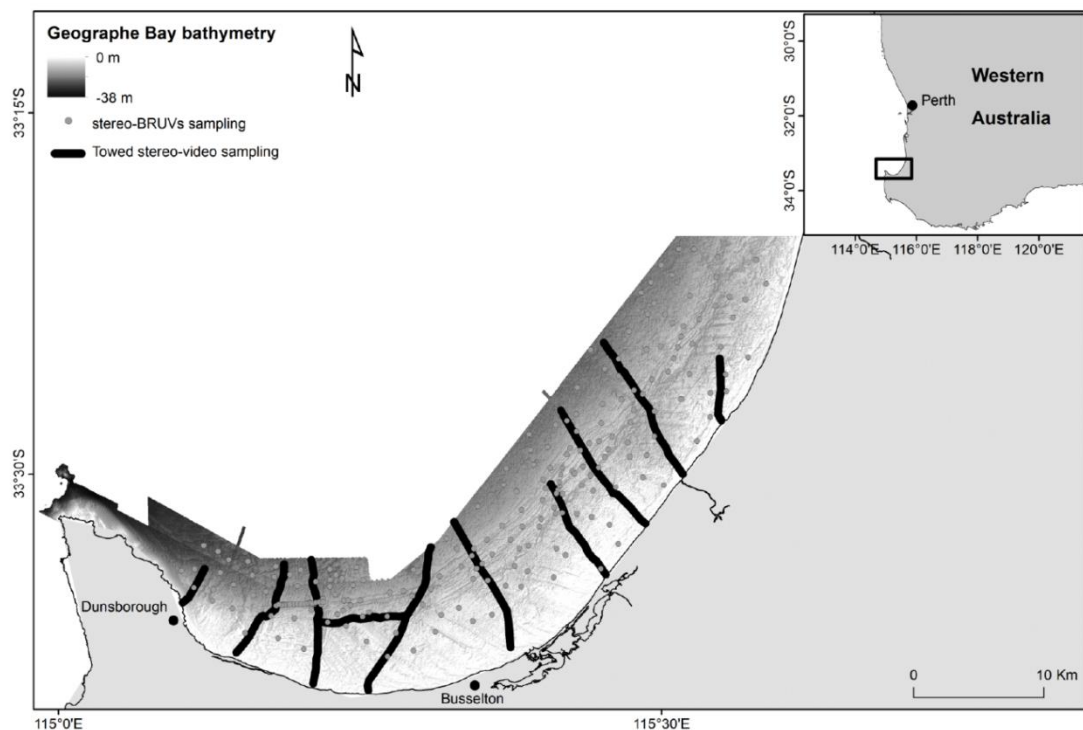 Geographe Bay bathymetry
0 m
-38 m
stereo-BRUVs sampling
Towed stereo-video sampling
N
33°15'S
33°30'S
115°0'E
115°30'E
Dunsborough
Busselton
0 10 Km
30°0'S
32°0'S
34°0'S
Western
Australia
Perth
114°0'E 116°0'E 118°0'E 120°0'E